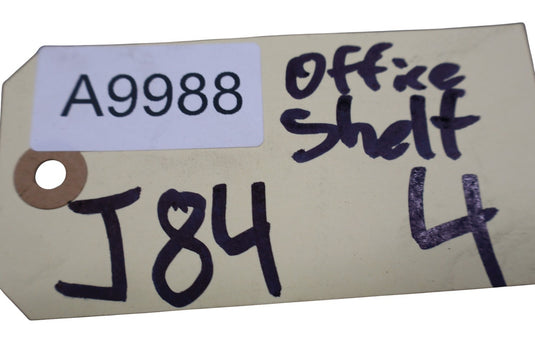 A9988
Office
Shelf
J84 4